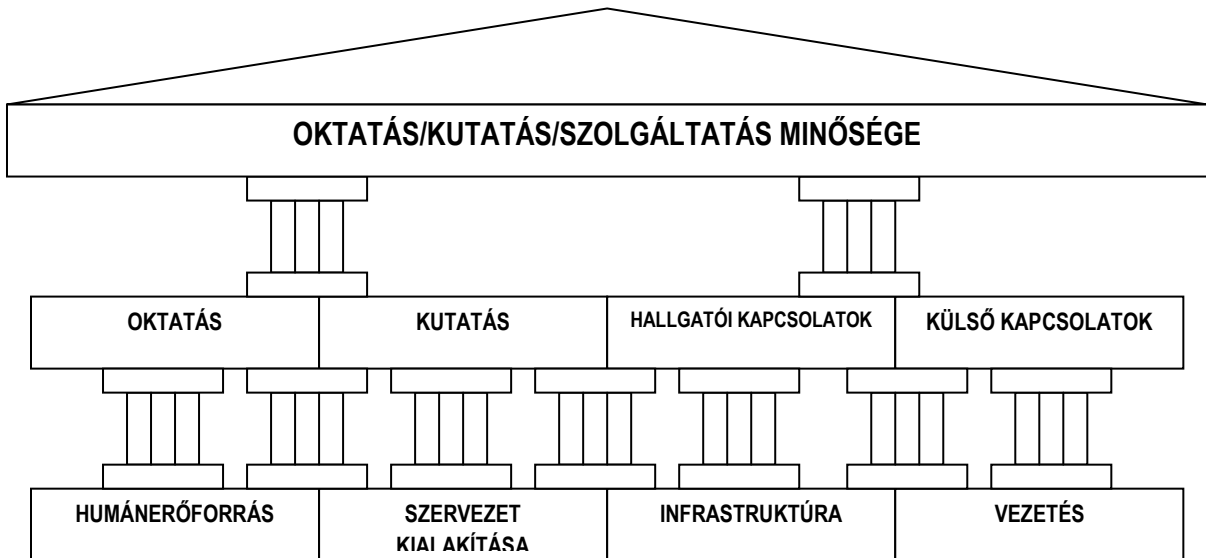 OKTATÁS/KUTATÁS/SZOLGÁLTATÁS MINŐSÉGE
OKTATÁS
KUTATÁS
HALLGATÓI KAPCSOLATOK
KÜLSŐ KAPCSOLATOK
HUMÁNERŐFORRÁS
SZERVEZET
KIALAKÍTÁSA
INFRASTRUKTÚRA
VEZETÉS